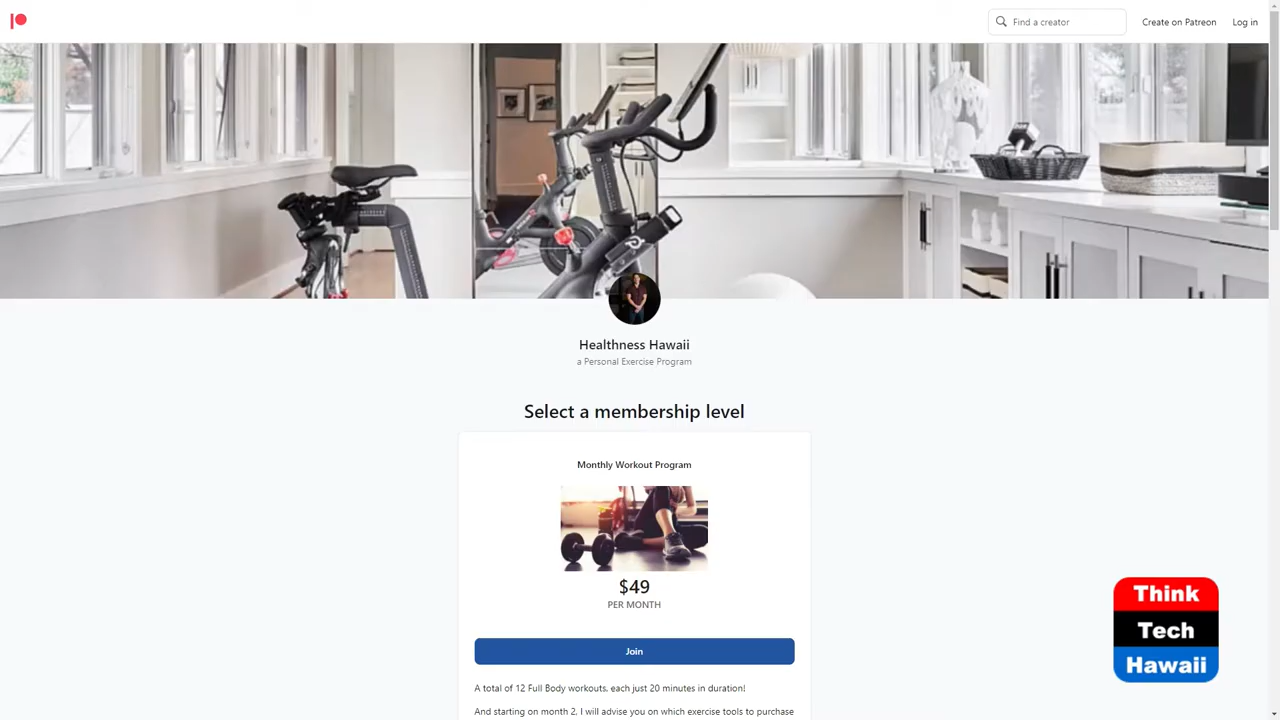 Find a creator
Create on Patreon
Log in
Healthness Hawaii
a Personal Exercise Program
Select a membership level
Monthly Workout Program
$49
PER MONTH
Join
A total of 12 Full Body workouts, each just 20 minutes in duration!
And starting on month 2, I will advise you on which exercise tools to purchase
Think
Tech
Hawaii